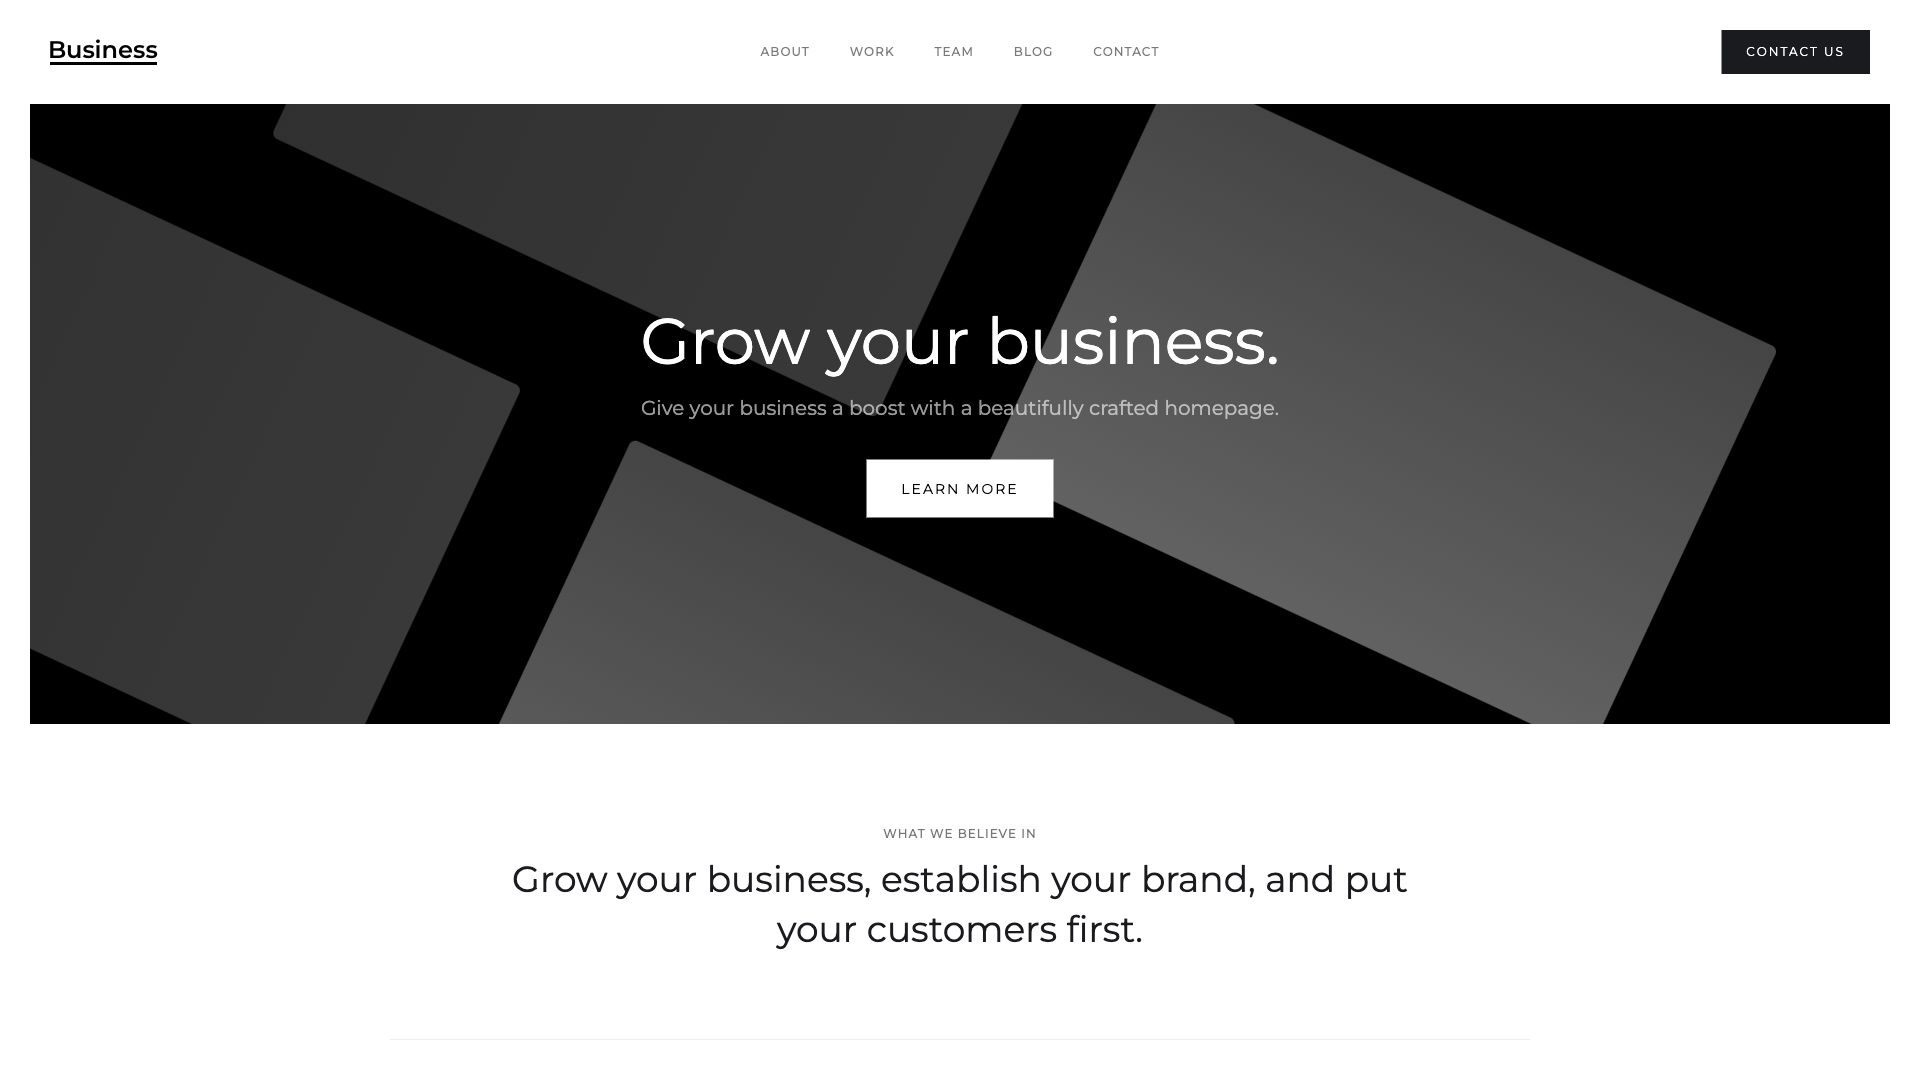 Business
ABOUT
WORK
TEAM
BLOG
CONTACT
CONTACT US
Grow your business.
Give your business a boost with a beautifully crafted homepage.
LEARN MORE
WHAT WE BELIEVE IN
Grow your business, establish your brand, and put
your customers first.